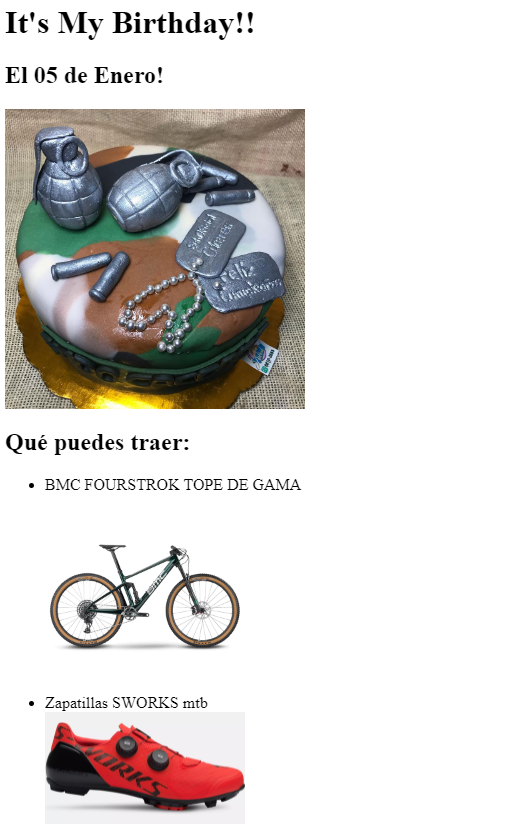 It's My Birthday!!
El 05 de Enero!
Feliz
Cumpleaños
Qué puedes traer:
BMC FOURSTROK TOPE DE GAMA
BMC
Zapatillas SWORKS mtb
WORKS